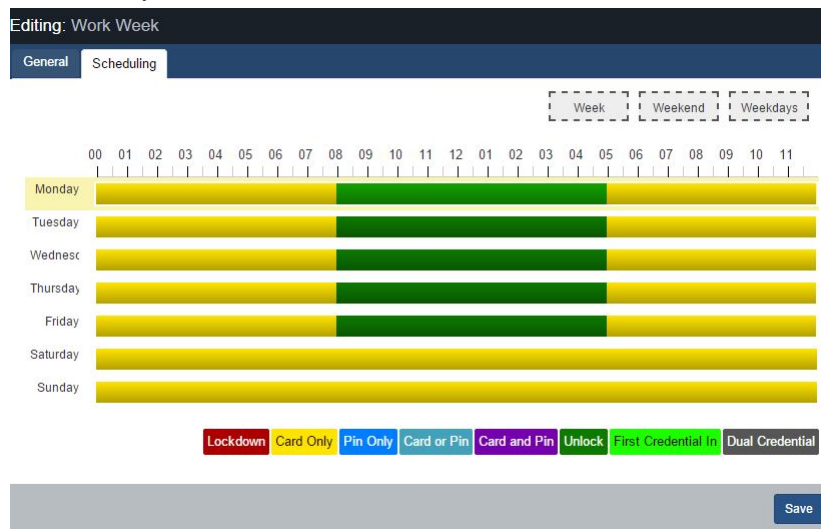 Editing: Work Week
General Scheduling
Week Weekend Weekdays
00 01 02 03 04 05 06 07 08 09 10 11 12 01 02 03 04 05 06 07 08 09 10 11
Monday
Tuesday
Wednesc
Thursday
Friday
Saturday
Sunday
Lockdown Card Only Pin Only Card or Pin Card and Pin Unlock First Credential In Dual Credential
Save